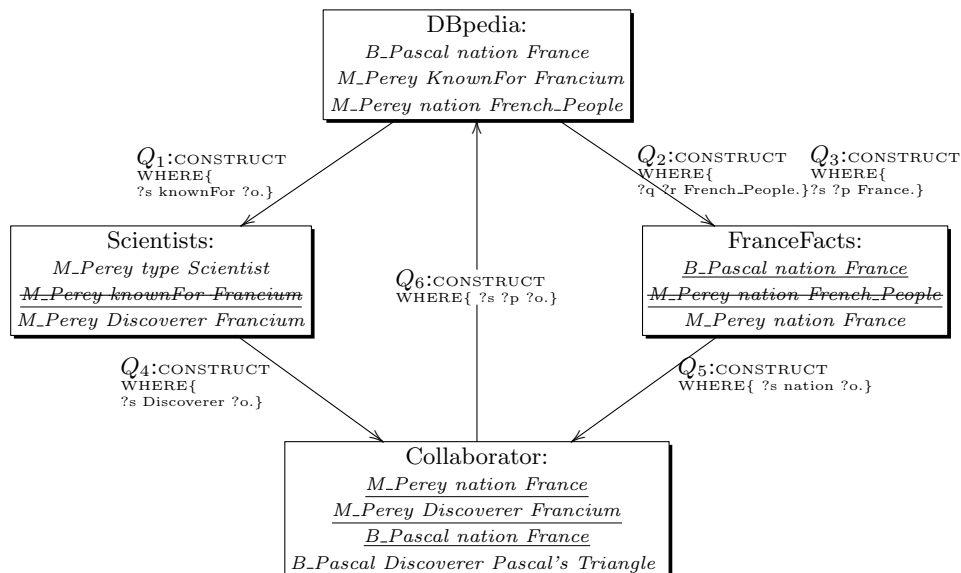 DBpedia:
B_Pascal nation France
M_Perey KnownFor Francium
M_Perey nation French_People
Q1:CONSTRUCT
WHERE{
?s knownFor ?o.}
Q2:CONSTRUCT
WHERE{
?q ?r French_People.}
Q3:CONSTRUCT
WHERE{
?s ?p France.}
Scientists:
M_Perey type Scientist
M_Perey knownFor Francium
M_Perey Discoverer Francium
Q6:CONSTRUCT
WHERE{ ?s ?p ?o.}
FranceFacts:
B_Pascal nation France
M_Perey nation French_People
M_Perey nation France
Q4:CONSTRUCT
WHERE{
?s Discoverer ?o.}
Q5:CONSTRUCT
WHERE{ ?s nation ?o.}
Collaborator:
M_Perey nation France
M_Perey Discoverer Francium
B_Pascal nation France
B_Pascal Discoverer Pascal's Triangle